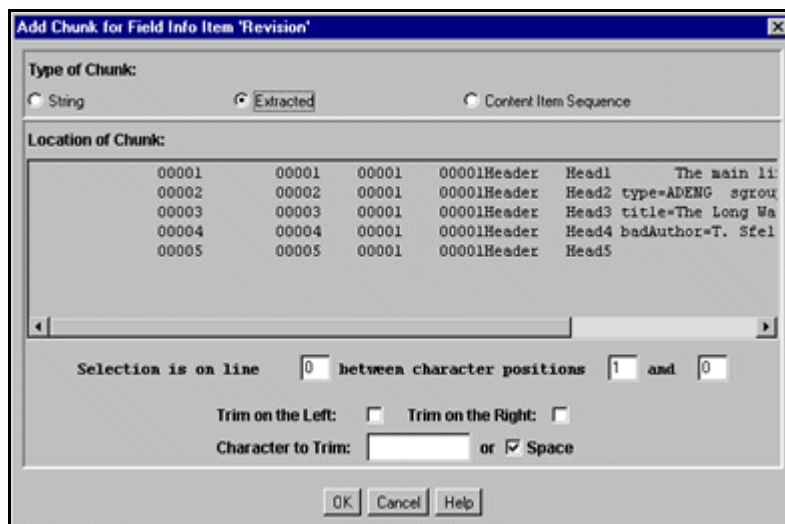 Add Chunk for Field Info Item 'Revision'
Type of Chunk:
String Extracted Content Item Sequence
Location of Chunk:
00001 00001 00001 00001Header Head1 The main li
00002 00002 00001 00001Header Head2 type=ADENG sgrou
00003 00003 00001 00001Header Head3 title=The Long Wa
00004 00004 00001 00001Header Head4 badAuthor=T. Sfel
00005 00005 00001 00001Header Head5
Selection is on line 0 between character positions 1 and 0
Trim on the Left: Trim on the Right:
Character to Trim: or Space
OK Cancel Help